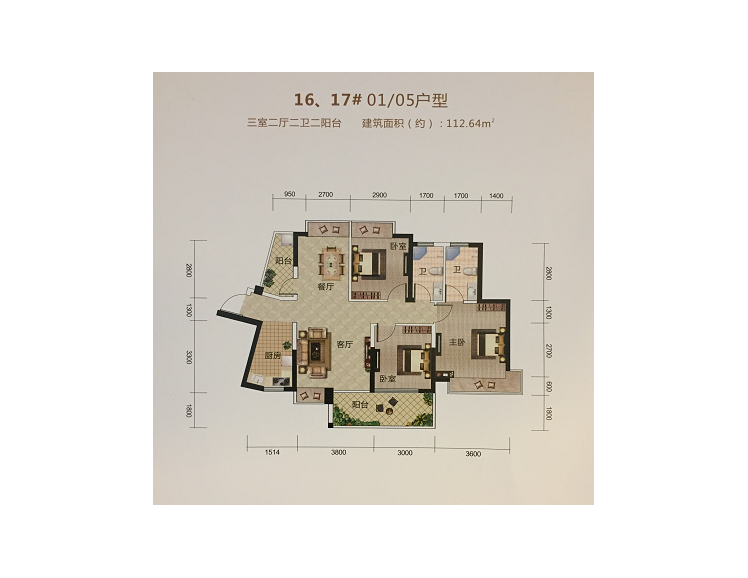 16、17# 01/05户型
三室二厅二卫二阳台 建筑面积（约）：112.64m²
950 2700 2900 1700 1700 1400
卧室
阳台
卫 卫
餐厅
2800 2800
1300 1300
客厅
主卧
厨房
卧室
3300 2700
600
阳台
1800 1800
1514 3800 3000 3600